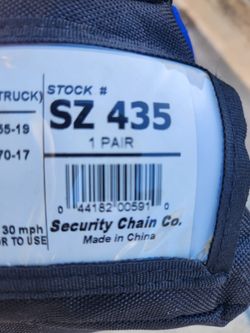 TRUCK)
STOCK #
SZ 435
55-19
1 PAIR
70-17
0 44182 00591 0
30 mph
Security Chain Co.
OR TO USE
Made in China